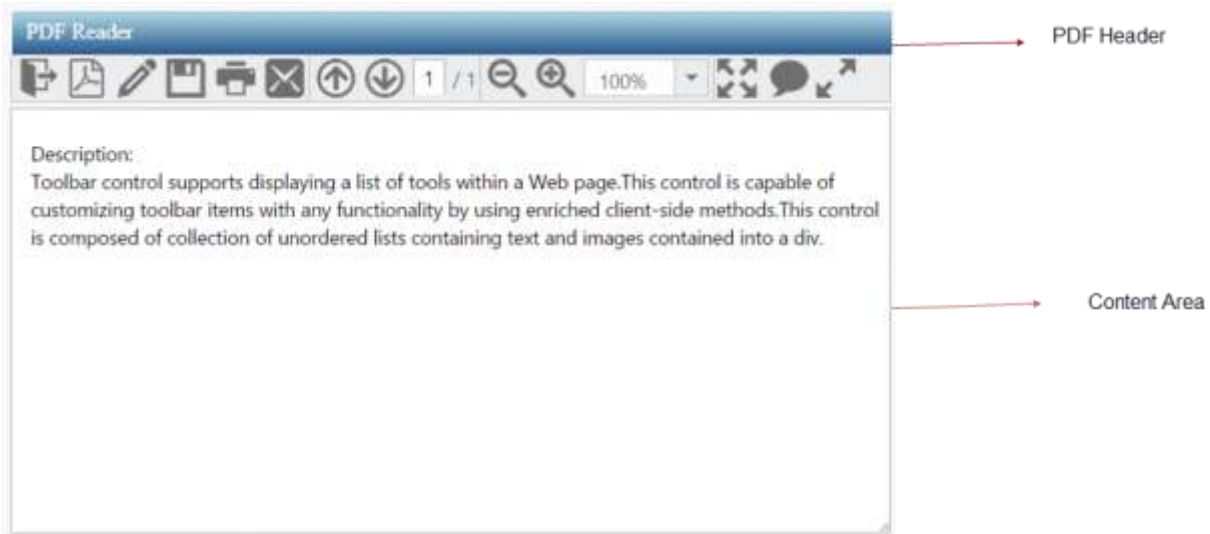 PDF Reader
PDF Header
1 / 1
100%
Description:
Toolbar control supports displaying a list of tools within a Web page.This control is capable of
customizing toolbar items with any functionality by using enriched client-side methods.This control
is composed of collection of unordered lists containing text and images contained into a div.
Content Area